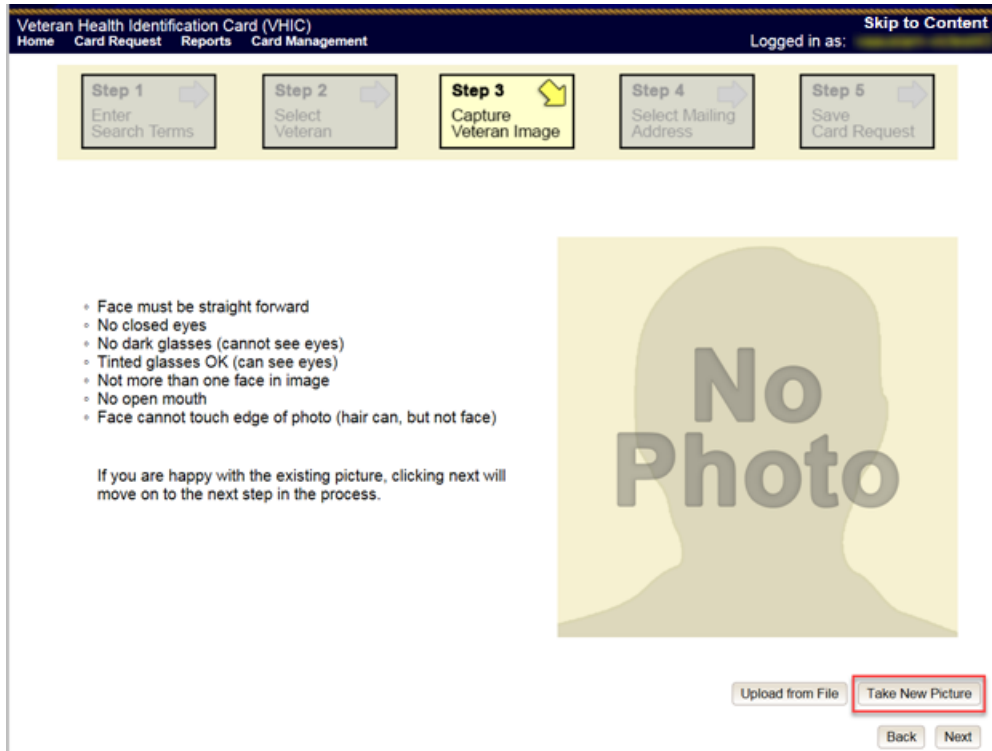 Veteran Health Identification Card (VHIC)
Skip to Content
Home Card Request Reports Card Management
Logged in as:
Step 1
Enter
Search Terms
Step 2
Select
Veteran
Step 3
Capture
Veteran Image
Step 4
Select Mailing
Address
Step 5
Save
Card Request
◦ Face must be straight forward
◦ No closed eyes
◦ No dark glasses (cannot see eyes)
◦ Tinted glasses OK (can see eyes)
◦ Not more than one face in image
◦ No open mouth
◦ Face cannot touch edge of photo (hair can, but not face)
If you are happy with the existing picture, clicking next will
move on to the next step in the process.
No
Photo
Upload from File
Take New Picture
Back
Next